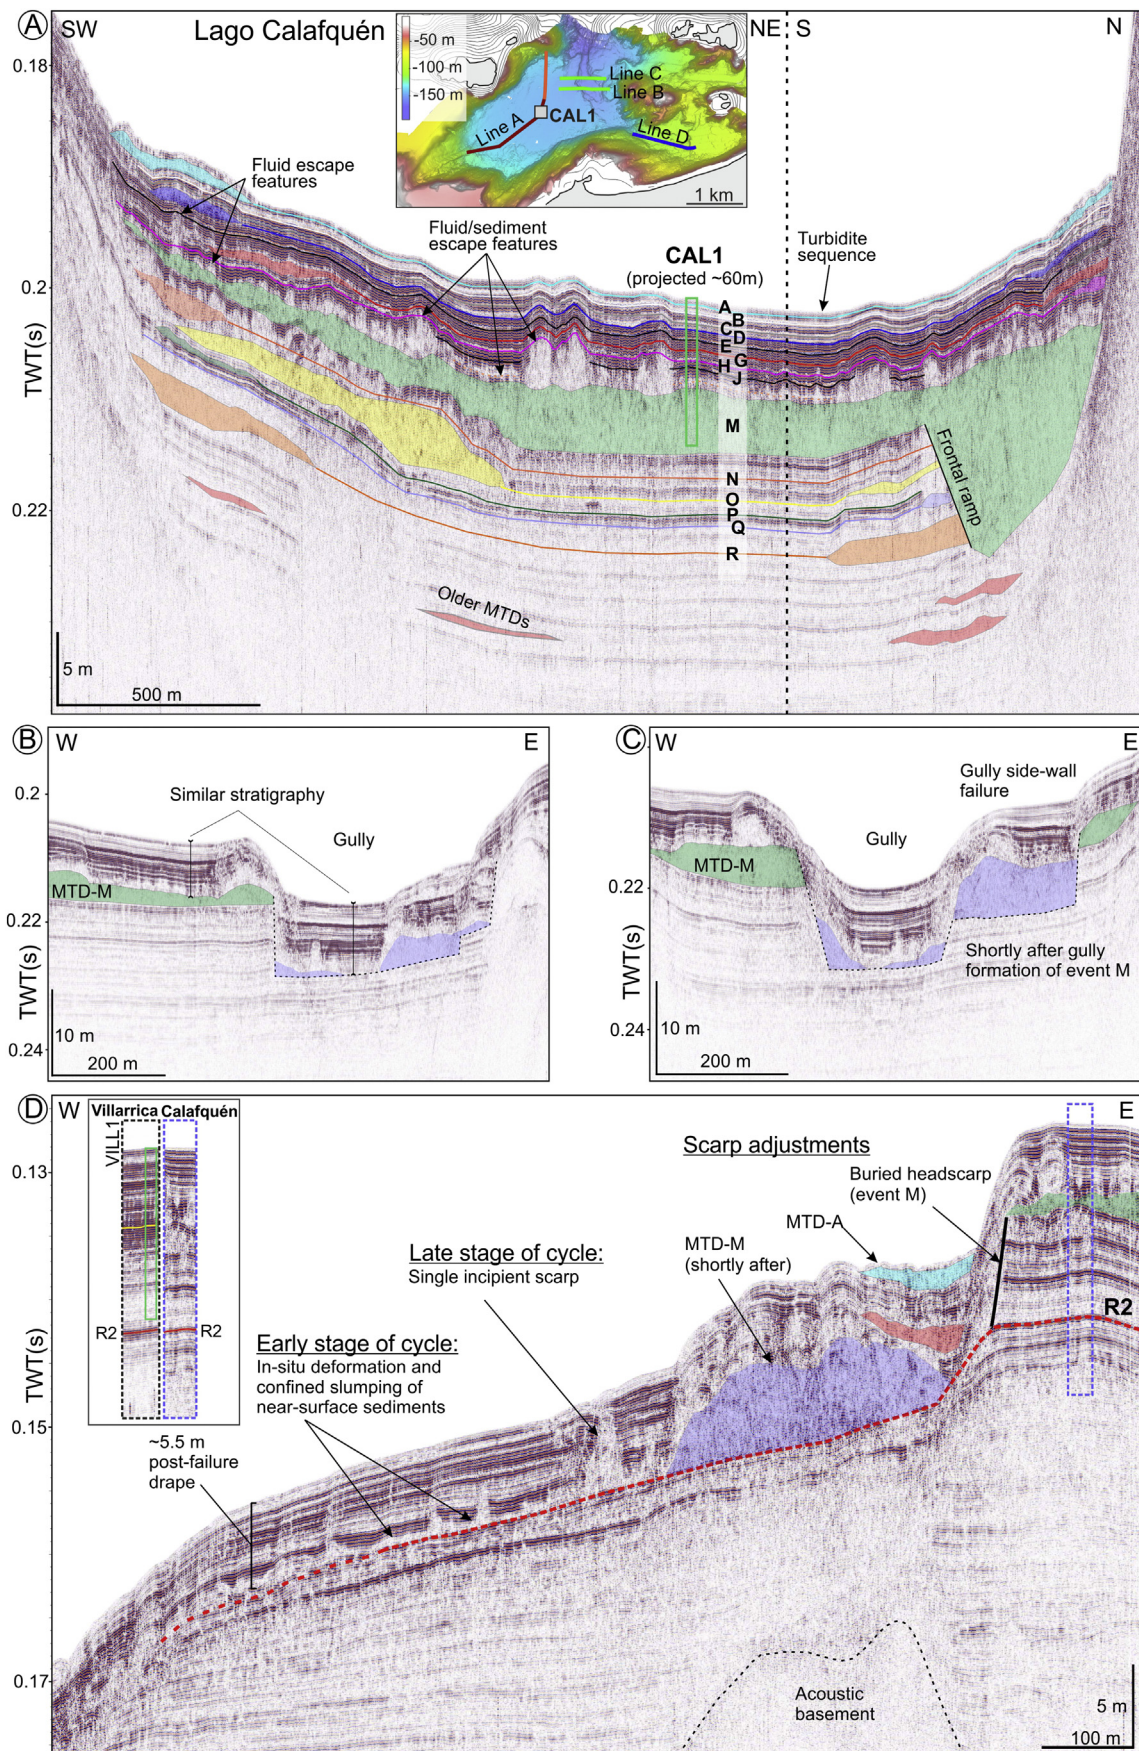 A
SW
Lago Calafquén
NE
S
N
-50 m
-100 m
-150 m
Line C
Line B
CAL1
Line A
Line D
1 km
0.18
0.2
0.22
TWT(s)
Fluid escape
features
Fluid/sediment
escape features
CAL1
(projected ~60m)
Turbidite
sequence
A
B
C
D
E
G
H
J
M
N
O
P
Q
R
Frontal ramp
Older MTDs
5 m
500 m
B
W
E
0.2
0.22
0.24
TWT(s)
Similar stratigraphy
Gully
MTD-M
10 m
200 m
C
W
E
0.22
0.24
TWT(s)
Gully side-wall
failure
Gully
MTD-M
Shortly after gully
formation of event M
10 m
200 m
D
W
E
Villarrica
Calafquén
VILL1
R2
R2
0.13
0.15
0.17
TWT(s)
Scarp adjustments
Buried headscarp
(event M)
MTD-A
MTD-M
(shortly after)
Late stage of cycle:
Single incipient scarp
R2
Early stage of cycle:
In-situ deformation and
confined slumping of
near-surface sediments
~5.5 m
post-failure
drape
Acoustic
basement
5 m
100 m